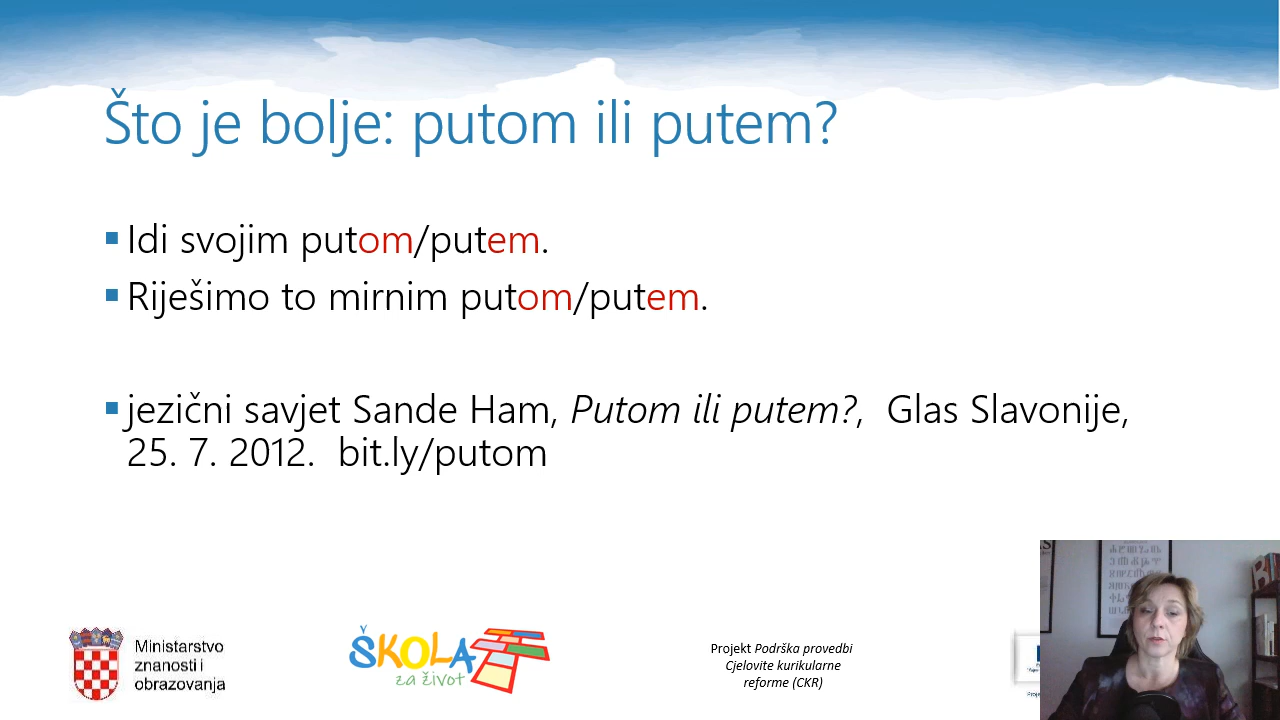 Što je bolje: putom ili putem?
Idi svojim putom/putem.
Riješimo to mirnim putom/putem.
jezični savjet Sande Ham, Putom ili putem?, Glas Slavonije,
25. 7. 2012. bit.ly/putom
Ministarstvo
znanosti i
obrazovanja
ŠKOLA
za život
Projekt Podrška provedbi
Cjelovite kurikularne
reforme (CKR)